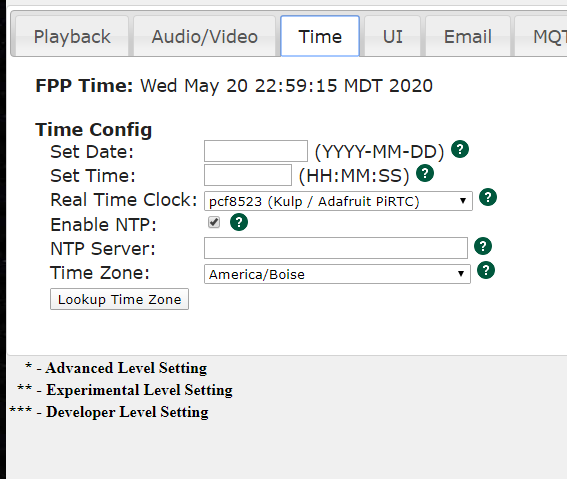 Playback Audio/Video Time UI Email MQT
FPP Time: Wed May 20 22:59:15 MDT 2020
Time Config
Set Date: (YYYY-MM-DD) ?
Set Time: (HH:MM:SS) ?
Real Time Clock: pcf8523 (Kulp / Adafruit PiRTC) ?
Enable NTP: ?
NTP Server: ?
Time Zone: America/Boise ?
Lookup Time Zone
* - Advanced Level Setting
** - Experimental Level Setting
*** - Developer Level Setting